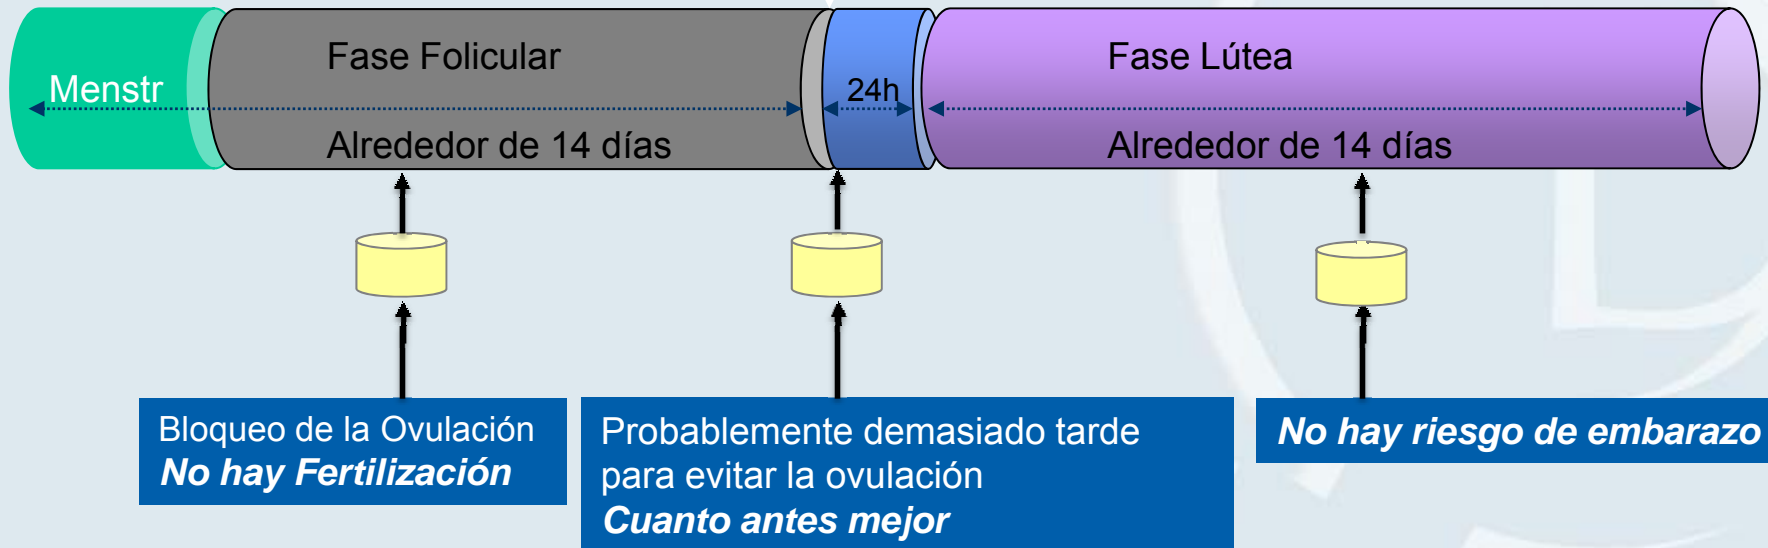 Fase Folicular
Fase Lútea
Menstr
24h
Alrededor de 14 días
Alrededor de 14 días
Bloqueo de la Ovulación
No hay Fertilización
Probablemente demasiado tarde
para evitar la ovulación
Cuanto antes mejor
No hay riesgo de embarazo